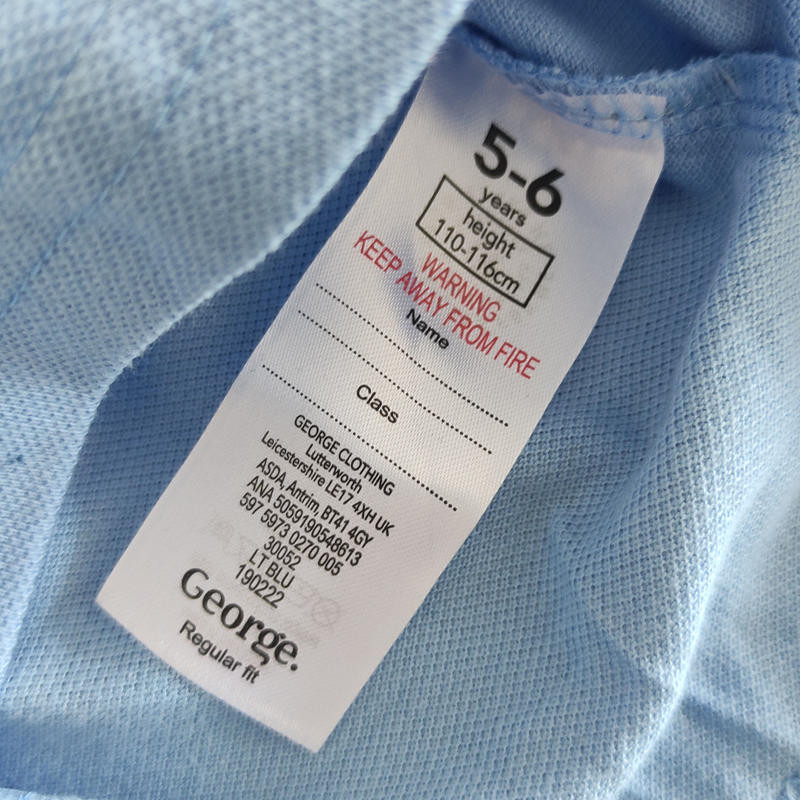 5-6
years
height
110-116cm
WARNING
KEEP AWAY FROM FIRE
Name
Class
GEORGE CLOTHING
Lutterworth
Leicestershire LE17 4XH UK
ASDA, Antrim, BT41 4GY
ANA 5059190548613
597 5973 0270 005
30052
LT BLU
190222
George.
Regular fit